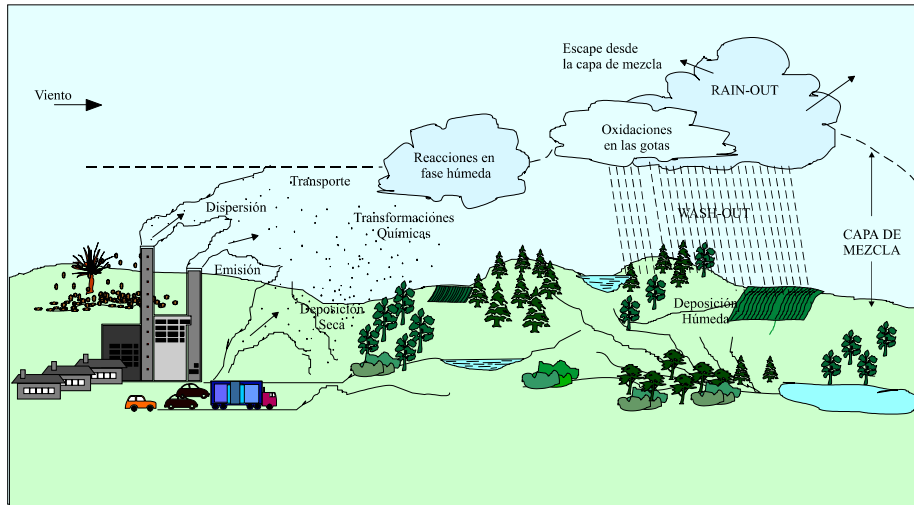 Escape desde
la capa de mezcla
RAIN-OUT
Viento
Oxidaciones
en las gotas
Reacciones en
fase húmeda
Transporte
Dispersión
Transformaciones
Químicas
WASH-OUT
CAPA DE
MEZCLA
Emisión
Deposición
Seca
Deposición
Húmeda